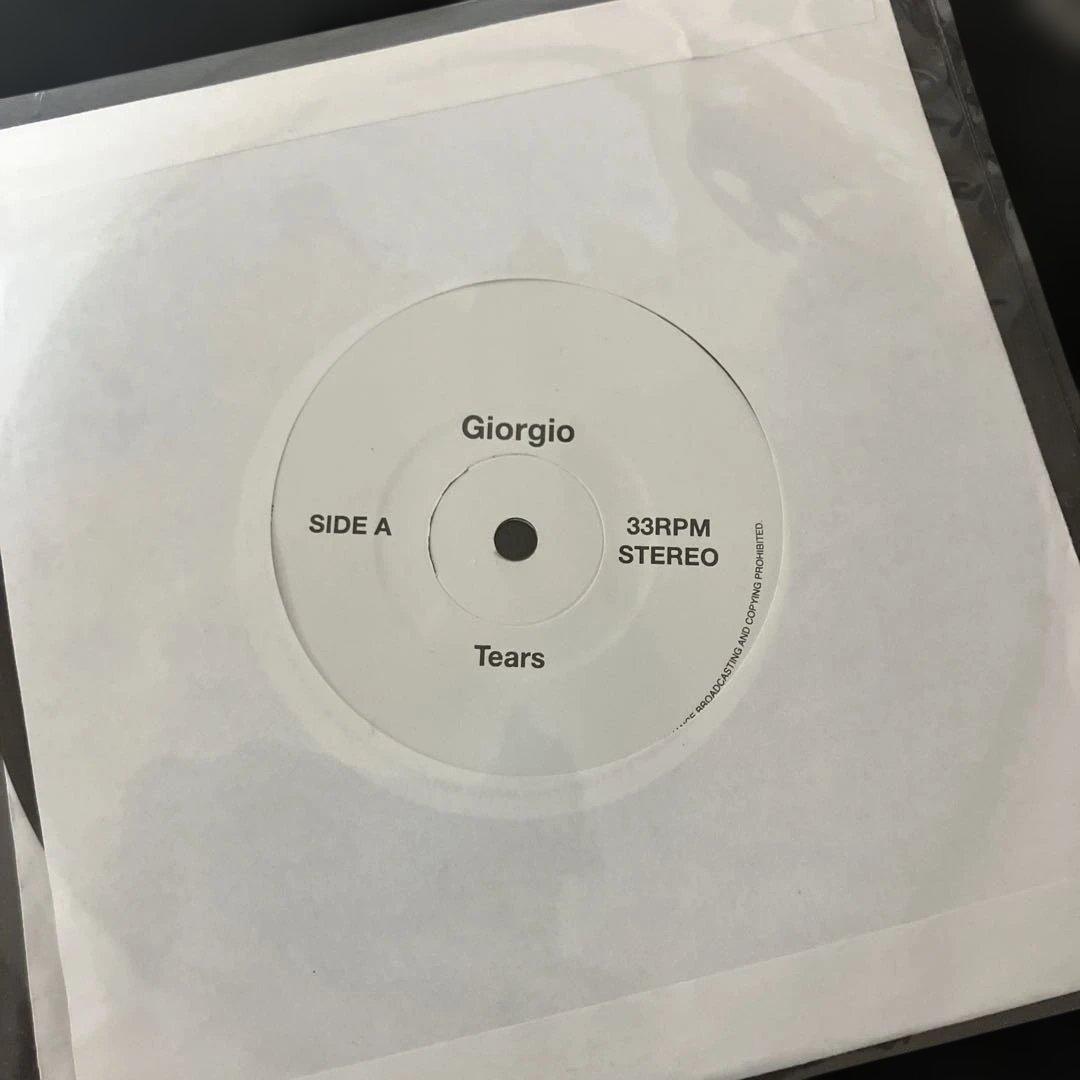 Giorgio
SIDE A
33RPM
STEREO
Tears
BROADCASTING AND COPYING PROHIBITED.